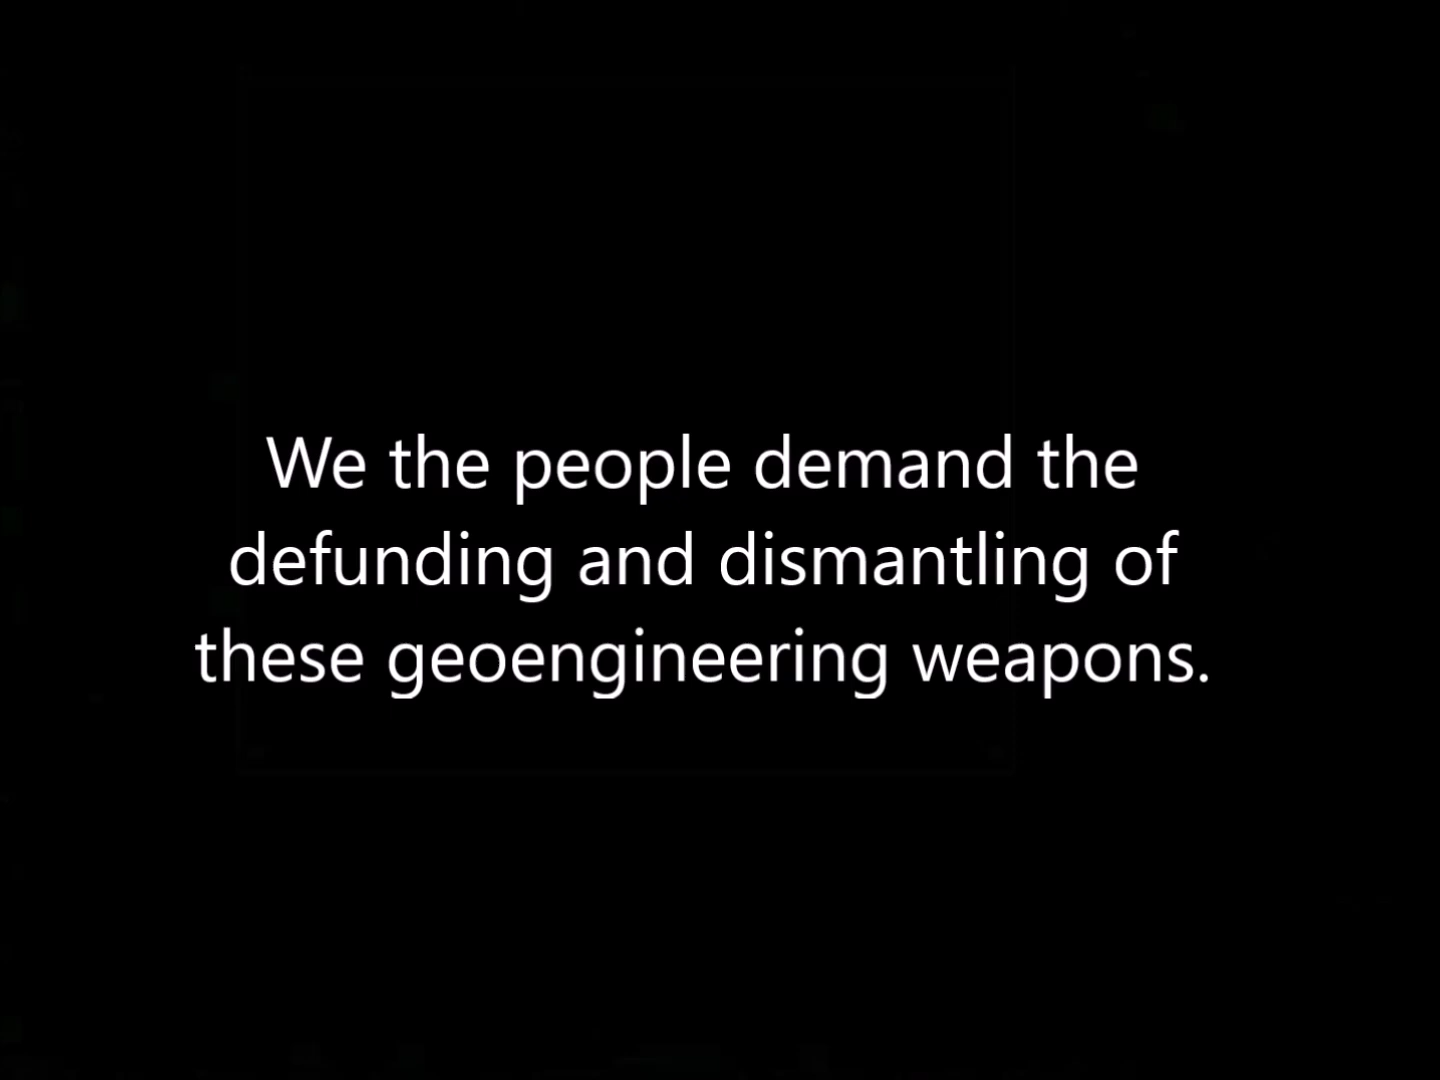 We the people demand the
defunding and dismantling of
these geoengineering weapons.